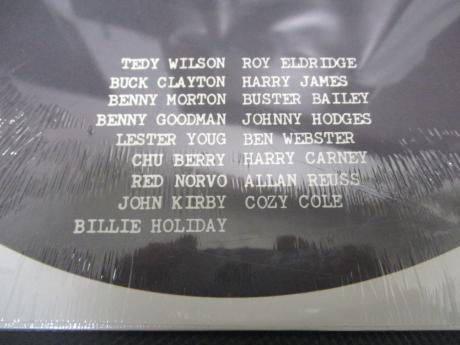 TEDY WILSON ROY ELDRIDGE
BUCK CLAYTON HARRY JAMES
BENNY MORTON BUSTER BAILEY
BENNY GOODMAN JOHNNY HODGES
LESTER YOUG BEN WEBSTER
CHU BERRY HARRY CARNEY
RED NORVO ALLAN REUSS
JOHN KIRBY COZY COLE
BILLIE HOLIDAY